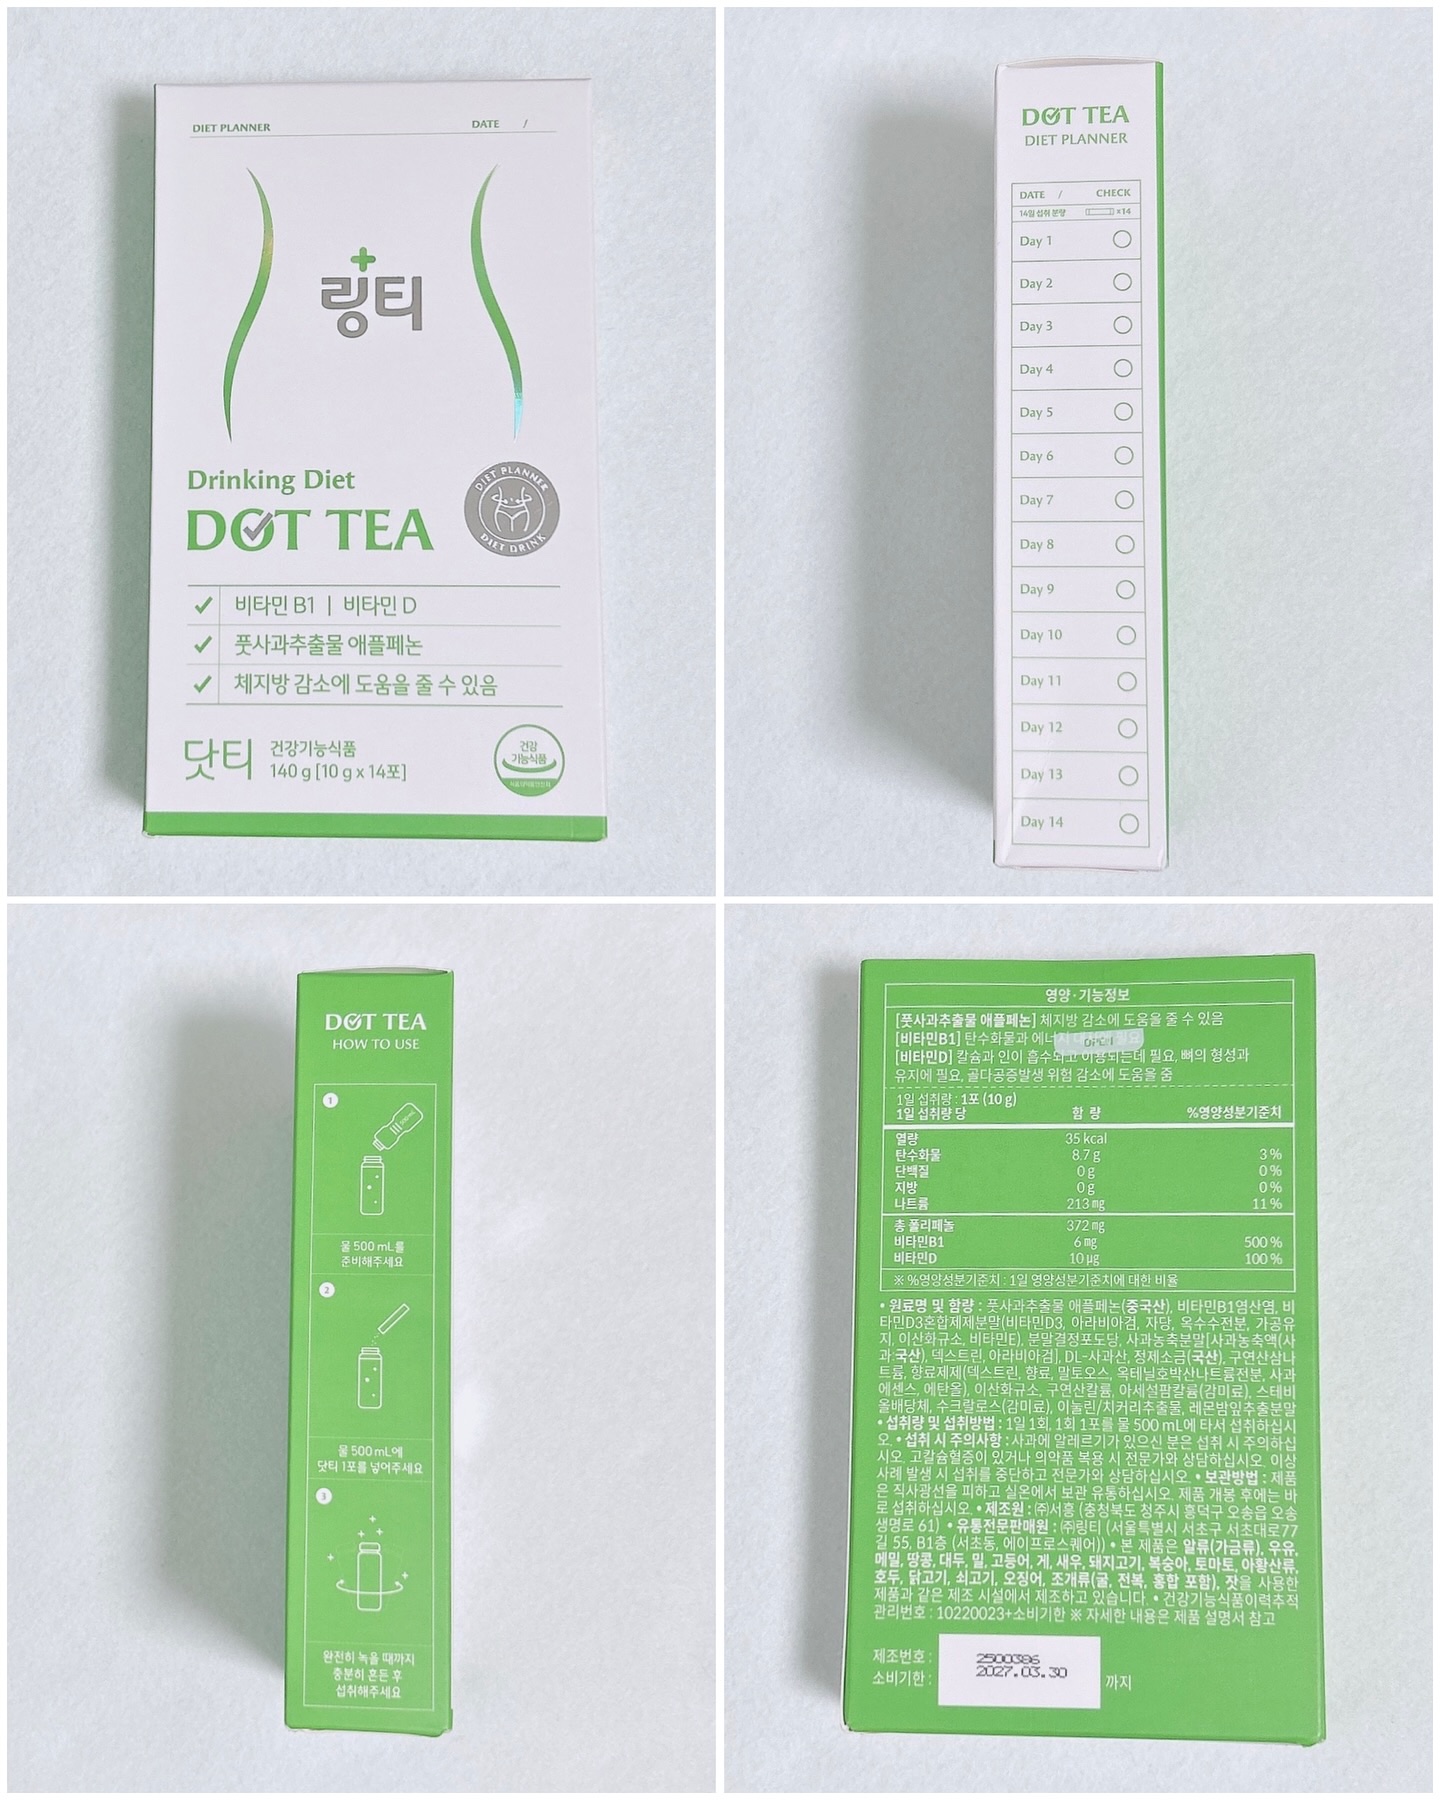 DIET PLANNER DATE /
링티
Drinking Diet
DOT TEA
DIET PLANNER
DIET DRINK
비타민 B1 | 비타민 D
풋사과추출물 애플페논
체지방 감소에 도움을 줄 수 있음
닷티 건강기능식품
140 g [10 g x 14포]
건강
기능식품
DOT TEA
DIET PLANNER
DATE / CHECK
14일 섭취 분량 ×14
Day 1
Day 2
Day 3
Day 4
Day 5
Day 6
Day 7
Day 8
Day 9
Day 10
Day 11
Day 12
Day 13
Day 14
DOT TEA
HOW TO USE
1
물 500 mL를
준비해주세요
2
물 500 mL에
닷티 1포를 넣어주세요
3
완전히 녹을 때까지
충분히 흔든 후
섭취해주세요
영양·기능정보
[풋사과추출물 애플페논] 체지방 감소에 도움을 줄 수 있음
[비타민B1] 탄수화물과 에너지 필요
OPEN
[비타민D] 칼슘과 인이 흡수되고 이용되는데 필요, 뼈의 형성과
유지에 필요, 골다공증발생 위험 감소에 도움을 줌
1일 섭취량 : 1포 (10 g)
1일 섭취량 당 함 량 %영양성분기준치
열량 35 kcal
탄수화물 8.7 g 3 %
단백질 0 g 0 %
지방 0 g 0 %
나트륨 213 mg 11 %
총 폴리페놀 372 mg
비타민B1 6 mg 500 %
비타민D 10 μg 100 %
※ %영양성분기준치 : 1일 영양성분기준치에 대한 비율
• 원료명 및 함량 : 풋사과추출물 애플페논(중국산), 비타민B1염산염, 비
타민D3혼합제제분말(비타민D3, 아라비아검, 자당, 옥수수전분, 가공유
지, 이산화규소, 비타민E), 분말결정포도당, 사과농축분말[사과농축액(사
과:국산), 덱스트린, 아라비아검], DL-사과산, 정제소금(국산), 구연산삼나
트륨, 향료제제(덱스트린, 향료, 말토오스, 옥테닐호박산나트륨전분, 사과
에센스, 에탄올), 이산화규소, 구연산칼륨, 아세설팜칼륨(감미료), 스테비
올배당체, 수크랄로스(감미료), 이눌린/치커리추출물, 레몬밤잎추출분말
• 섭취량 및 섭취방법 : 1일 1회, 1회 1포를 물 500 mL에 타서 섭취하십시
오. • 섭취 시 주의사항 : 사과에 알레르기가 있으신 분은 섭취 시 주의하십
시오. 고칼슘혈증이 있거나 의약품 복용 시 전문가와 상담하십시오. 이상
사례 발생 시 섭취를 중단하고 전문가와 상담하십시오. • 보관방법 : 제품
은 직사광선을 피하고 실온에서 보관 유통하십시오. 제품 개봉 후에는 바
로 섭취하십시오. • 제조원 : ㈜서흥 (충청북도 청주시 흥덕구 오송읍 오송
생명로 61) • 유통전문판매원 : ㈜링티 (서울특별시 서초구 서초대로77
길 55, B1층 (서초동, 에이프로스퀘어)) • 본 제품은 알류(가금류), 우유,
메밀, 땅콩, 대두, 밀, 고등어, 게, 새우, 돼지고기, 복숭아, 토마토, 아황산류,
호두, 닭고기, 쇠고기, 오징어, 조개류(굴, 전복, 홍합 포함), 잣을 사용한
제품과 같은 제조 시설에서 제조하고 있습니다. • 건강기능식품이력추적
관리번호 : 10220023+소비기한 ※ 자세한 내용은 제품 설명서 참고
제조번호 : 2500386
소비기한 : 2027.03.30 까지